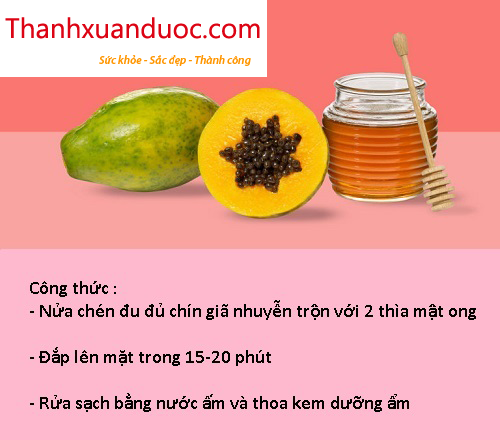 Thanhxuanduoc.com
Sức khỏe - Sắc đẹp - Thành công
Công thức :
- Nửa chén đu đủ chín giã nhuyễn trộn với 2 thìa mật ong
- Đắp lên mặt trong 15-20 phút
- Rửa sạch bằng nước ấm và thoa kem dưỡng ẩm